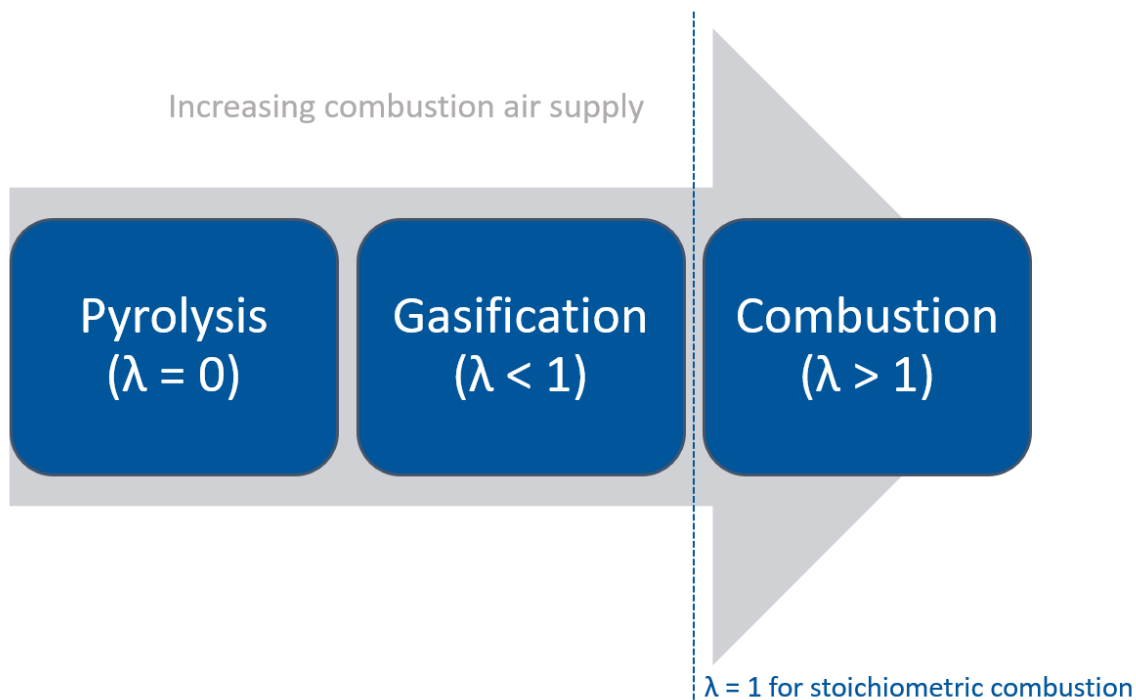 Increasing combustion air supply
Pyrolysis
(λ = 0)
Gasification
(λ < 1)
Combustion
(λ > 1)
λ = 1 for stoichiometric combustion